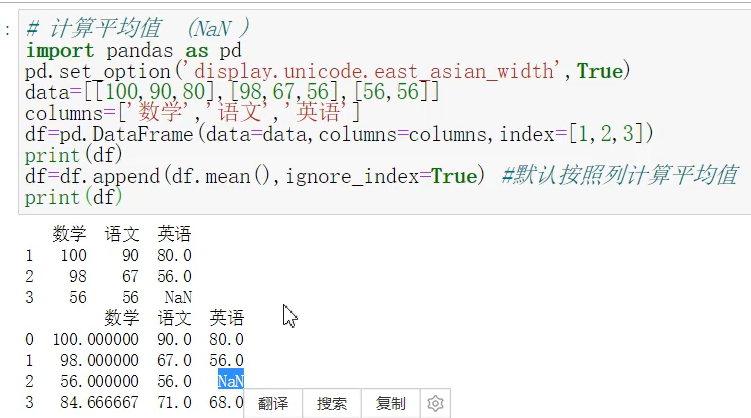 :
# 计算平均值 （NaN ）
import pandas as pd
pd.set_option('display.unicode.east_asian_width',True)
data=[[100,90,80],[98,67,56],[56,56]]
columns=['数学','语文','英语']
df=pd.DataFrame(data=data,columns=columns,index=[1,2,3])
print(df)
df=df.append(df.mean(),ignore_index=True) #默认按照列计算平均值
print(df)
数学 语文 英语
1 100 90 80.0
2 98 67 56.0
3 56 56 NaN
数学 语文 英语
0 100.000000 90.0 80.0
1 98.000000 67.0 56.0
2 56.000000 56.0 NaN
3 84.666667 71.0 68.0
翻译 搜索 复制